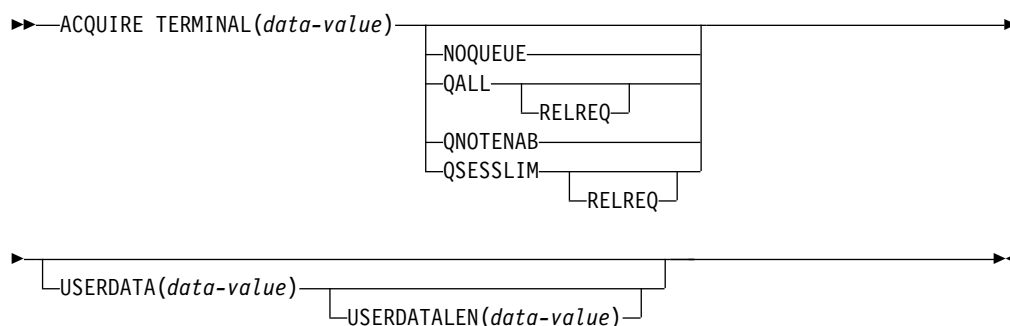 ACQUIRE TERMINAL(data-value)
NOQUEUE
QALL
RELREQ
QNOTENAB
QSESSLIM
RELREQ
USERDATA(data-value)
USERDATALEN(data-value)